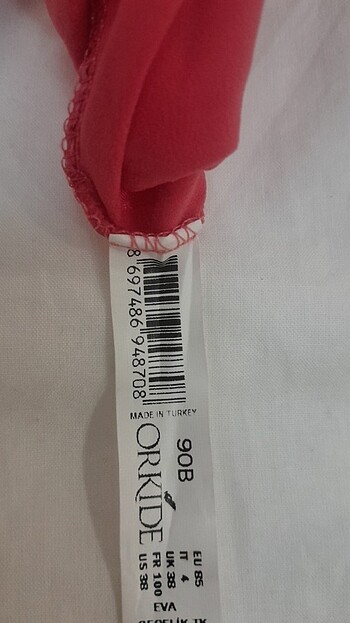 8 697486 948708
MADE IN TURKEY
90B
ORKİDE
EU 85
IT 4
UK 38
FR 100
US 38
EVA